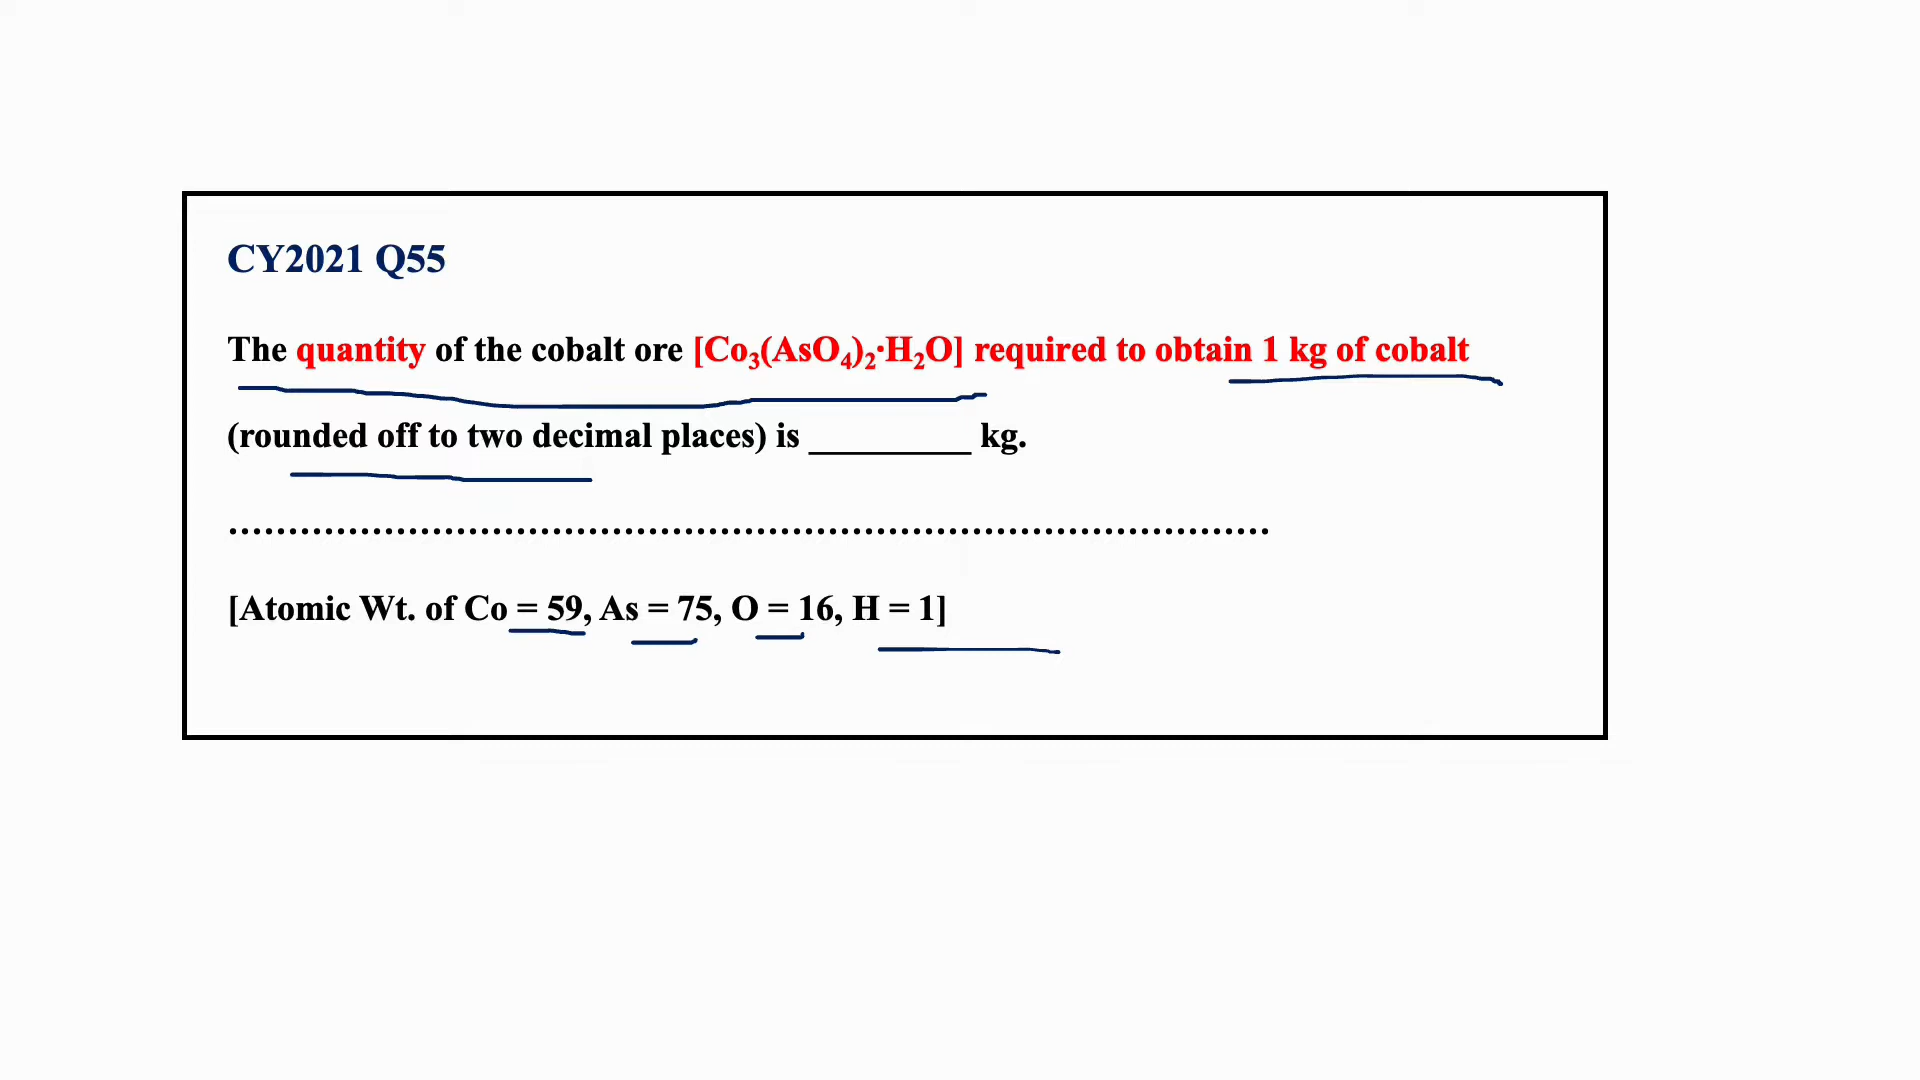 CY2021 Q55
The quantity of the cobalt ore [Co₃(AsO₄)₂·H₂O] required to obtain 1 kg of cobalt
(rounded off to two decimal places) is _________ kg.
.......................................................................................
[Atomic Wt. of Co = 59, As = 75, O = 16, H = 1]